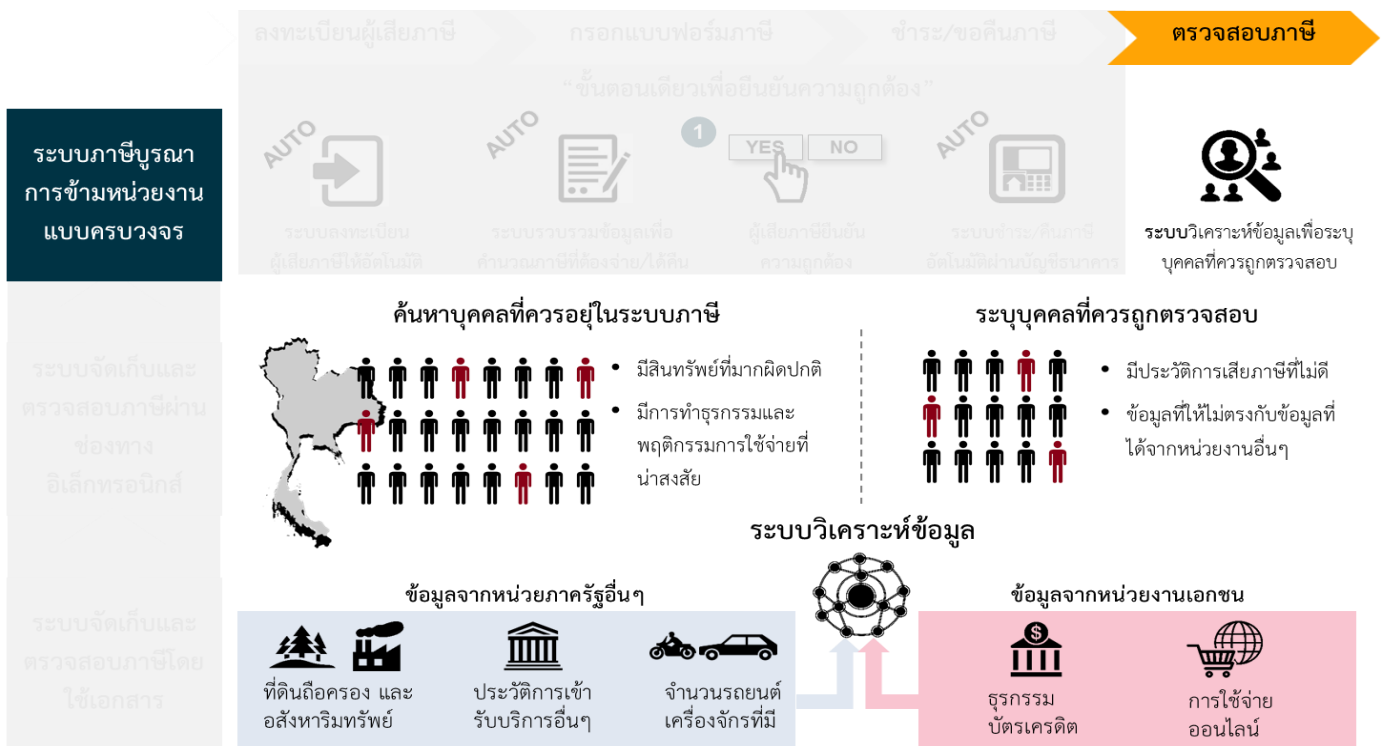 ลงทะเบียนผู้เสียภาษี
กรอกแบบฟอร์มภาษี
ชำระ/ขอคืนภาษี
ตรวจสอบภาษี
“ขั้นตอนเดียวเพื่อยืนยันความถูกต้อง”
ระบบภาษีบูรณา
การข้ามหน่วยงาน
แบบครบวงจร
AUTO
AUTO
1
YES
NO
AUTO
ระบบลงทะเบียน
ผู้เสียภาษีให้อัตโนมัติ
ระบบรวบรวมข้อมูลเพื่อ
คำนวณภาษีที่ต้องจ่าย/ได้คืน
ผู้เสียภาษียืนยัน
ความถูกต้อง
ระบบชำระ/คืนภาษี
อัตโนมัติผ่านบัญชีธนาคาร
ระบบวิเคราะห์ข้อมูลเพื่อระบุ
บุคคลที่ควรถูกตรวจสอบ
ระบบจัดเก็บและ
ตรวจสอบภาษีผ่าน
ช่องทาง
อิเล็กทรอนิกส์
ค้นหาบุคคลที่ควรอยู่ในระบบภาษี
• มีสินทรัพย์ที่มากผิดปกติ
• มีการทำธุรกรรมและ
พฤติกรรมการใช้จ่ายที่
น่าสงสัย
ระบุบุคคลที่ควรถูกตรวจสอบ
• มีประวัติการเสียภาษีที่ไม่ดี
• ข้อมูลที่ให้ไม่ตรงกับข้อมูลที่
ได้จากหน่วยงานอื่นๆ
ระบบวิเคราะห์ข้อมูล
ระบบจัดเก็บและ
ตรวจสอบภาษีโดย
ใช้เอกสาร
ข้อมูลจากหน่วยภาครัฐอื่นๆ
ที่ดินถือครอง และ
อสังหาริมทรัพย์
ประวัติการเข้า
รับบริการอื่นๆ
จำนวนรถยนต์
เครื่องจักรที่มี
ข้อมูลจากหน่วยงานเอกชน
$
ธุรกรรม
บัตรเครดิต
การใช้จ่าย
ออนไลน์